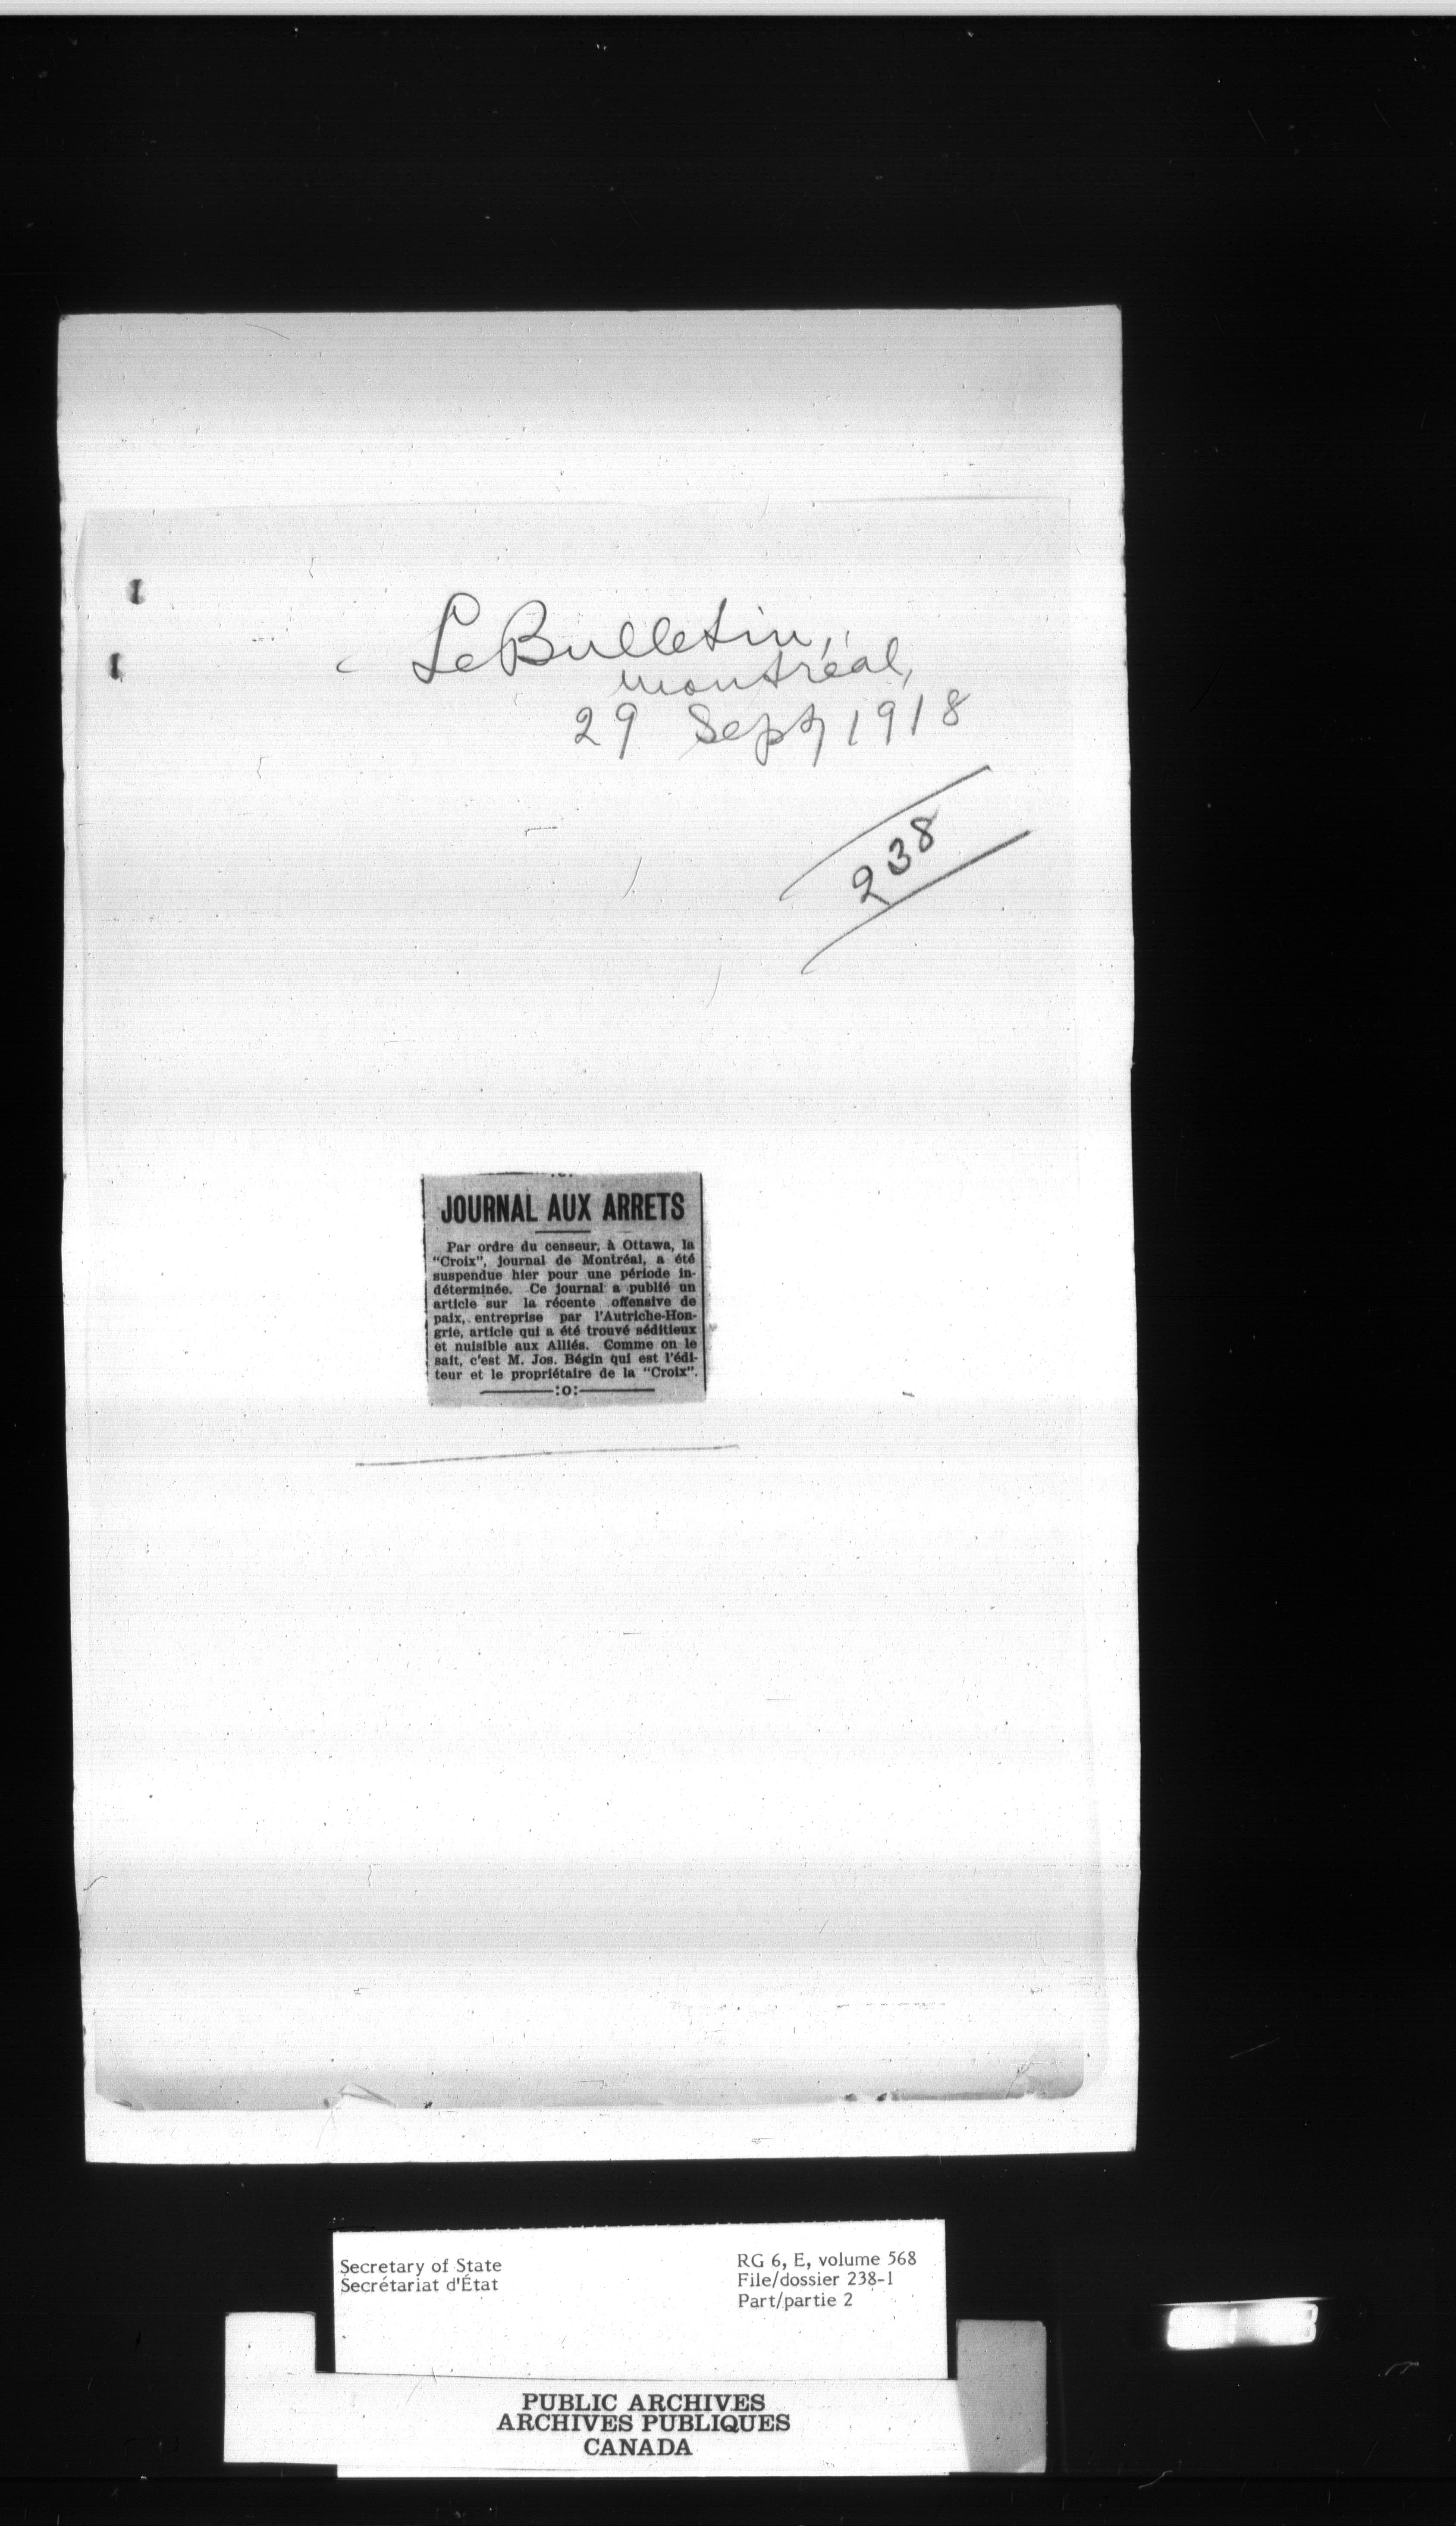 Le Bulletin,
Montréal,
29 Sept 1918
238
JOURNAL AUX ARRETS
Par ordre du censeur, à Ottawa, la
"Croix", journal de Montréal, a été
suspendue hier pour une période in-
déterminée. Ce journal a publié un
article sur la récente offensive de
paix, entreprise par l'Autriche-Hon-
grie, article qui a été trouvé séditieux
et nuisible aux Alliés. Comme on le
sait, c'est M. Jos. Bégin qui est l'édi-
teur et le propriétaire de la "Croix".
:o:
Secretary of State
Secrétariat d'État
RG 6, E, volume 568
File/dossier 238-1
Part/partie 2
PUBLIC ARCHIVES
ARCHIVES PUBLIQUES
CANADA